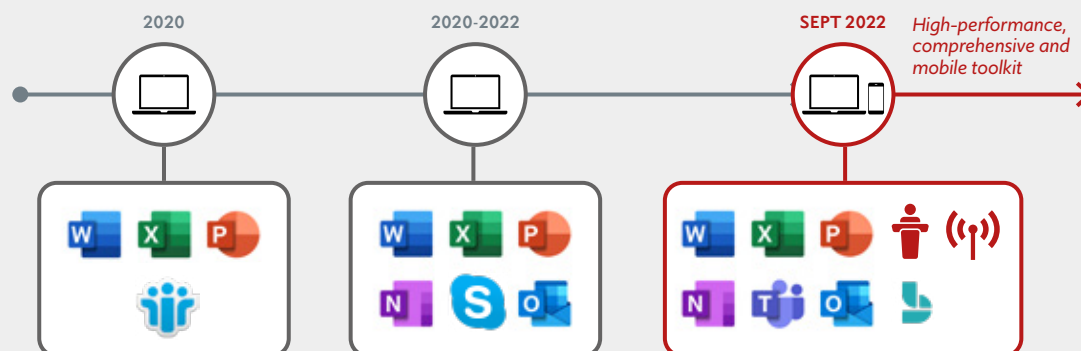 2020
2020-2022
SEPT 2022
High-performance,
comprehensive and
mobile toolkit
W X P
W X P
N S O
W X P
N T O